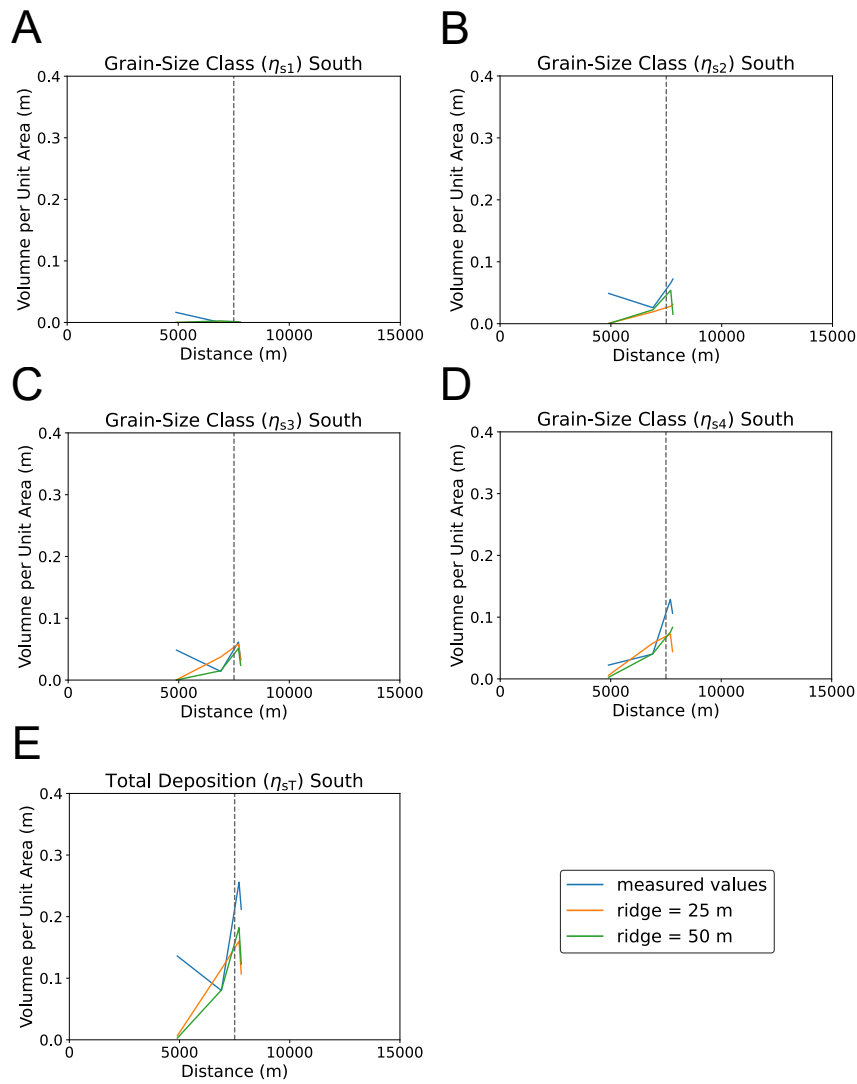 A
Grain-Size Class (ηs1) South
Volumne per Unit Area (m)
0.4
0.3
0.2
0.1
0.0
0 5000 10000 15000
Distance (m)
B
Grain-Size Class (ηs2) South
Volumne per Unit Area (m)
0.4
0.3
0.2
0.1
0.0
0 5000 10000 15000
Distance (m)
C
Grain-Size Class (ηs3) South
Volumne per Unit Area (m)
0.4
0.3
0.2
0.1
0.0
0 5000 10000 15000
Distance (m)
D
Grain-Size Class (ηs4) South
Volumne per Unit Area (m)
0.4
0.3
0.2
0.1
0.0
0 5000 10000 15000
Distance (m)
E
Total Deposition (ηsT) South
Volumne per Unit Area (m)
0.4
0.3
0.2
0.1
0.0
0 5000 10000 15000
Distance (m)
measured values
ridge = 25 m
ridge = 50 m